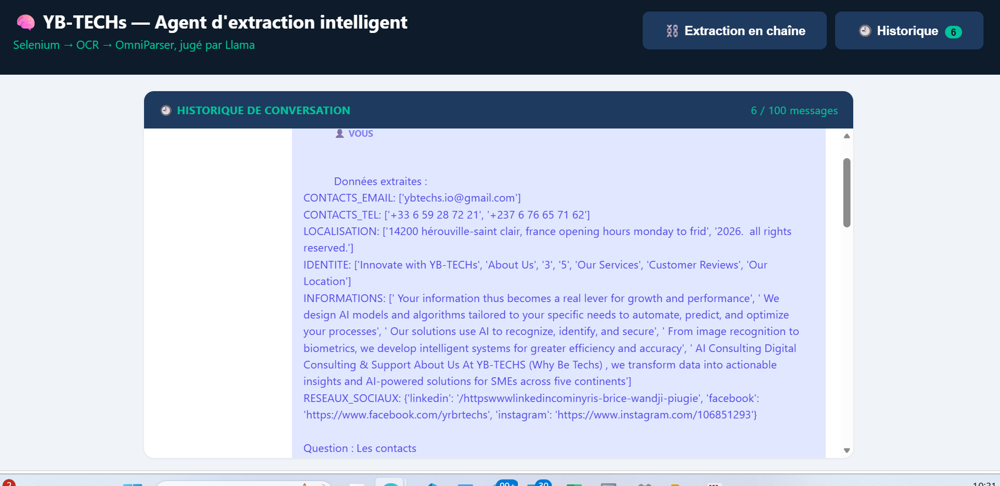 YB-TECHs — Agent d'extraction intelligent
Selenium → OCR → OmniParser, jugé par Llama
Extraction en chaîne
Historique 6
HISTORIQUE DE CONVERSATION
6 / 100 messages
VOUS
Données extraites :
CONTACTS_EMAIL: ['ybtechs.io@gmail.com']
CONTACTS_TEL: ['+33 6 59 28 72 21', '+237 6 76 65 71 62']
LOCALISATION: ['14200 hérouville-saint clair, france opening hours monday to frid', '2026.  all rights
reserved.']
IDENTITE: ['Innovate with YB-TECHs', 'About Us', '3', '5', 'Our Services', 'Customer Reviews', 'Our
Location']
INFORMATIONS: [' Your information thus becomes a real lever for growth and performance', ' We
design AI models and algorithms tailored to your specific needs to automate, predict, and optimize
your processes', ' Our solutions use AI to recognize, identify, and secure', ' From image recognition to
biometrics, we develop intelligent systems for greater efficiency and accuracy', ' AI Consulting Digital
Consulting & Support About Us At YB-TECHS (Why Be Techs) , we transform data into actionable
insights and AI-powered solutions for SMEs across five continents']
RESEAUX_SOCIAUX: {'linkedin': '/httpswwwlinkedincominyris-brice-wandji-piugie', 'facebook':
'https://www.facebook.com/yrbrtechs', 'instagram': 'https://www.instagram.com/106851293'}
Question : Les contacts
2
99+
30
10:31